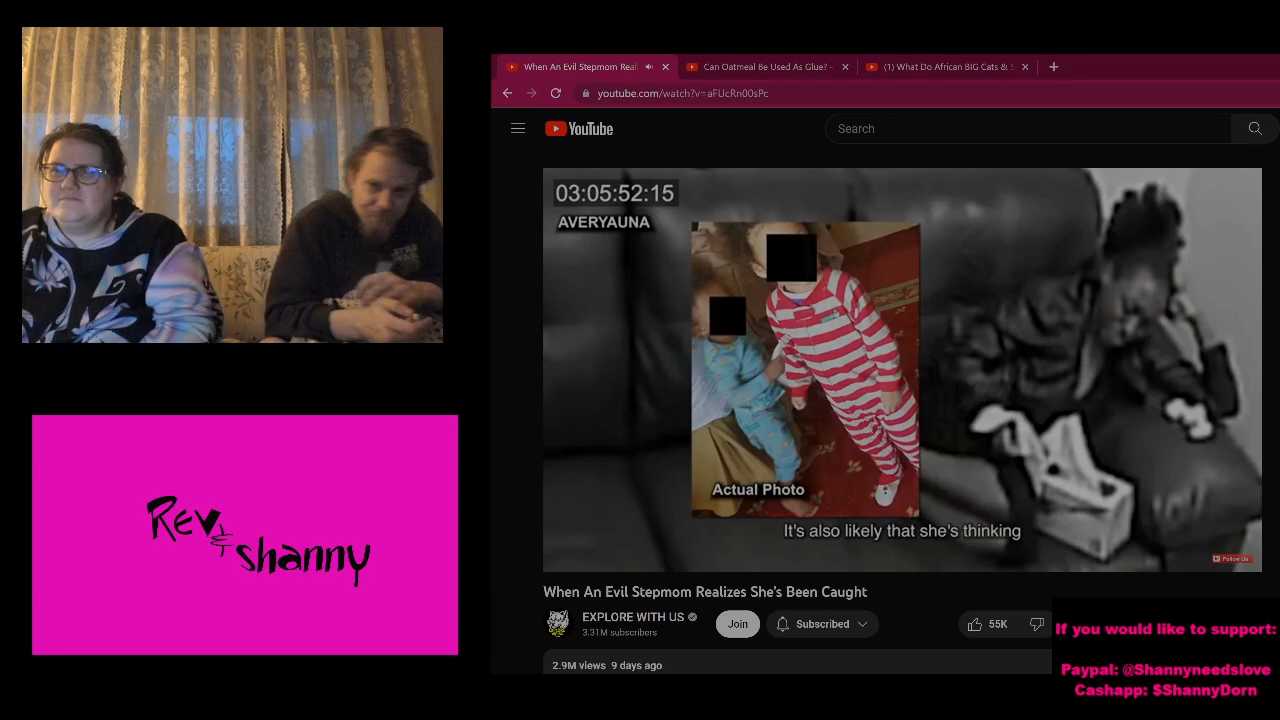 When An Evil Stepmom Reali
Can Oatmeal Be Used As Glue? -
(1) What Do African BIG Cats &
youtube.com/watch?v=aFUcRn00sPc
YouTube
Search
03:05:52:15
AVERYAUNA
Actual Photo
It's also likely that she's thinking
Follow Us
Rev
&
shanny
When An Evil Stepmom Realizes She's Been Caught
EXPLORE WITH US
3.31M subscribers
Join
Subscribed
55K
2.9M views 9 days ago
If you would like to support:
Paypal: @Shannyneedslove
Cashapp: $ShannyDorn